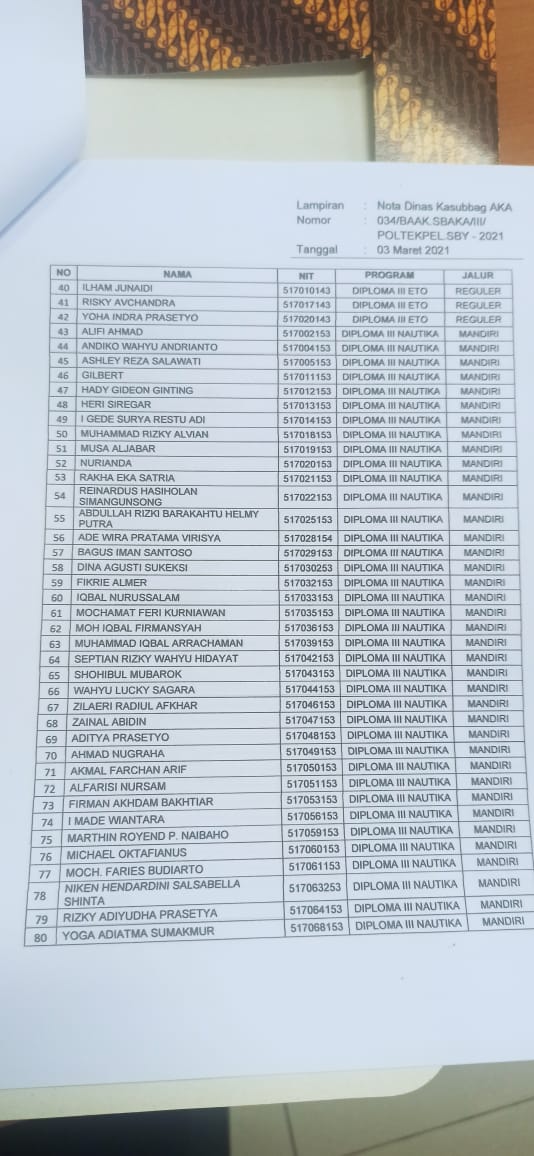 Lampiran : Nota Dinas Kasubbag AKA
Nomor : 034/BAAK.SBAKA/III/
POLTEKPEL.SBY - 2021
Tanggal : 03 Maret 2021
NO NAMA NIT PROGRAM JALUR
40 ILHAM JUNAIDI 517010143 DIPLOMA III ETO REGULER
41 RISKY AVCHANDRA 517017143 DIPLOMA III ETO REGULER
42 YOHA INDRA PRASETYO 517020143 DIPLOMA III ETO REGULER
43 ALIFI AHMAD 517002153 DIPLOMA III NAUTIKA MANDIRI
44 ANDIKO WAHYU ANDRIANTO 517004153 DIPLOMA III NAUTIKA MANDIRI
45 ASHLEY REZA SALAWATI 517005153 DIPLOMA III NAUTIKA MANDIRI
46 GILBERT 517011153 DIPLOMA III NAUTIKA MANDIRI
47 HADY GIDEON GINTING 517012153 DIPLOMA III NAUTIKA MANDIRI
48 HERI SIREGAR 517013153 DIPLOMA III NAUTIKA MANDIRI
49 I GEDE SURYA RESTU ADI 517014153 DIPLOMA III NAUTIKA MANDIRI
50 MUHAMMAD RIZKY ALVIAN 517018153 DIPLOMA III NAUTIKA MANDIRI
51 MUSA ALJABAR 517019153 DIPLOMA III NAUTIKA MANDIRI
52 NURIANDA 517020153 DIPLOMA III NAUTIKA MANDIRI
53 RAKHA EKA SATRIA 517021153 DIPLOMA III NAUTIKA MANDIRI
54 REINARDUS HASIHOLAN
SIMANGUNSONG 517022153 DIPLOMA III NAUTIKA MANDIRI
55 ABDULLAH RIZKI BARAKAHTU HELMY
PUTRA 517025153 DIPLOMA III NAUTIKA MANDIRI
56 ADE WIRA PRATAMA VIRISYA 517028154 DIPLOMA III NAUTIKA MANDIRI
57 BAGUS IMAN SANTOSO 517029153 DIPLOMA III NAUTIKA MANDIRI
58 DINA AGUSTI SUKEKSI 517030253 DIPLOMA III NAUTIKA MANDIRI
59 FIKRIE ALMER 517032153 DIPLOMA III NAUTIKA MANDIRI
60 IQBAL NURUSSALAM 517033153 DIPLOMA III NAUTIKA MANDIRI
61 MOCHAMAT FERI KURNIAWAN 517035153 DIPLOMA III NAUTIKA MANDIRI
62 MOH IQBAL FIRMANSYAH 517036153 DIPLOMA III NAUTIKA MANDIRI
63 MUHAMMAD IQBAL ARRACHAMAN 517039153 DIPLOMA III NAUTIKA MANDIRI
64 SEPTIAN RIZKY WAHYU HIDAYAT 517042153 DIPLOMA III NAUTIKA MANDIRI
65 SHOHIBUL MUBAROK 517043153 DIPLOMA III NAUTIKA MANDIRI
66 WAHYU LUCKY SAGARA 517044153 DIPLOMA III NAUTIKA MANDIRI
67 ZILAERI RADIUL AFKHAR 517046153 DIPLOMA III NAUTIKA MANDIRI
68 ZAINAL ABIDIN 517047153 DIPLOMA III NAUTIKA MANDIRI
69 ADITYA PRASETYO 517048153 DIPLOMA III NAUTIKA MANDIRI
70 AHMAD NUGRAHA 517049153 DIPLOMA III NAUTIKA MANDIRI
71 AKMAL FARCHAN ARIF 517050153 DIPLOMA III NAUTIKA MANDIRI
72 ALFARISI NURSAM 517051153 DIPLOMA III NAUTIKA MANDIRI
73 FIRMAN AKHDAM BAKHTIAR 517053153 DIPLOMA III NAUTIKA MANDIRI
74 I MADE WIANTARA 517056153 DIPLOMA III NAUTIKA MANDIRI
75 MARTHIN ROYEND P. NAIBAHO 517059153 DIPLOMA III NAUTIKA MANDIRI
76 MICHAEL OKTAFIANUS 517060153 DIPLOMA III NAUTIKA MANDIRI
77 MOCH. FARIES BUDIARTO 517061153 DIPLOMA III NAUTIKA MANDIRI
78 NIKEN HENDARDINI SALSABELLA
SHINTA 517063253 DIPLOMA III NAUTIKA MANDIRI
79 RIZKY ADIYUDHA PRASETYA 517064153 DIPLOMA III NAUTIKA MANDIRI
80 YOGA ADIATMA SUMAKMUR 517068153 DIPLOMA III NAUTIKA MANDIRI